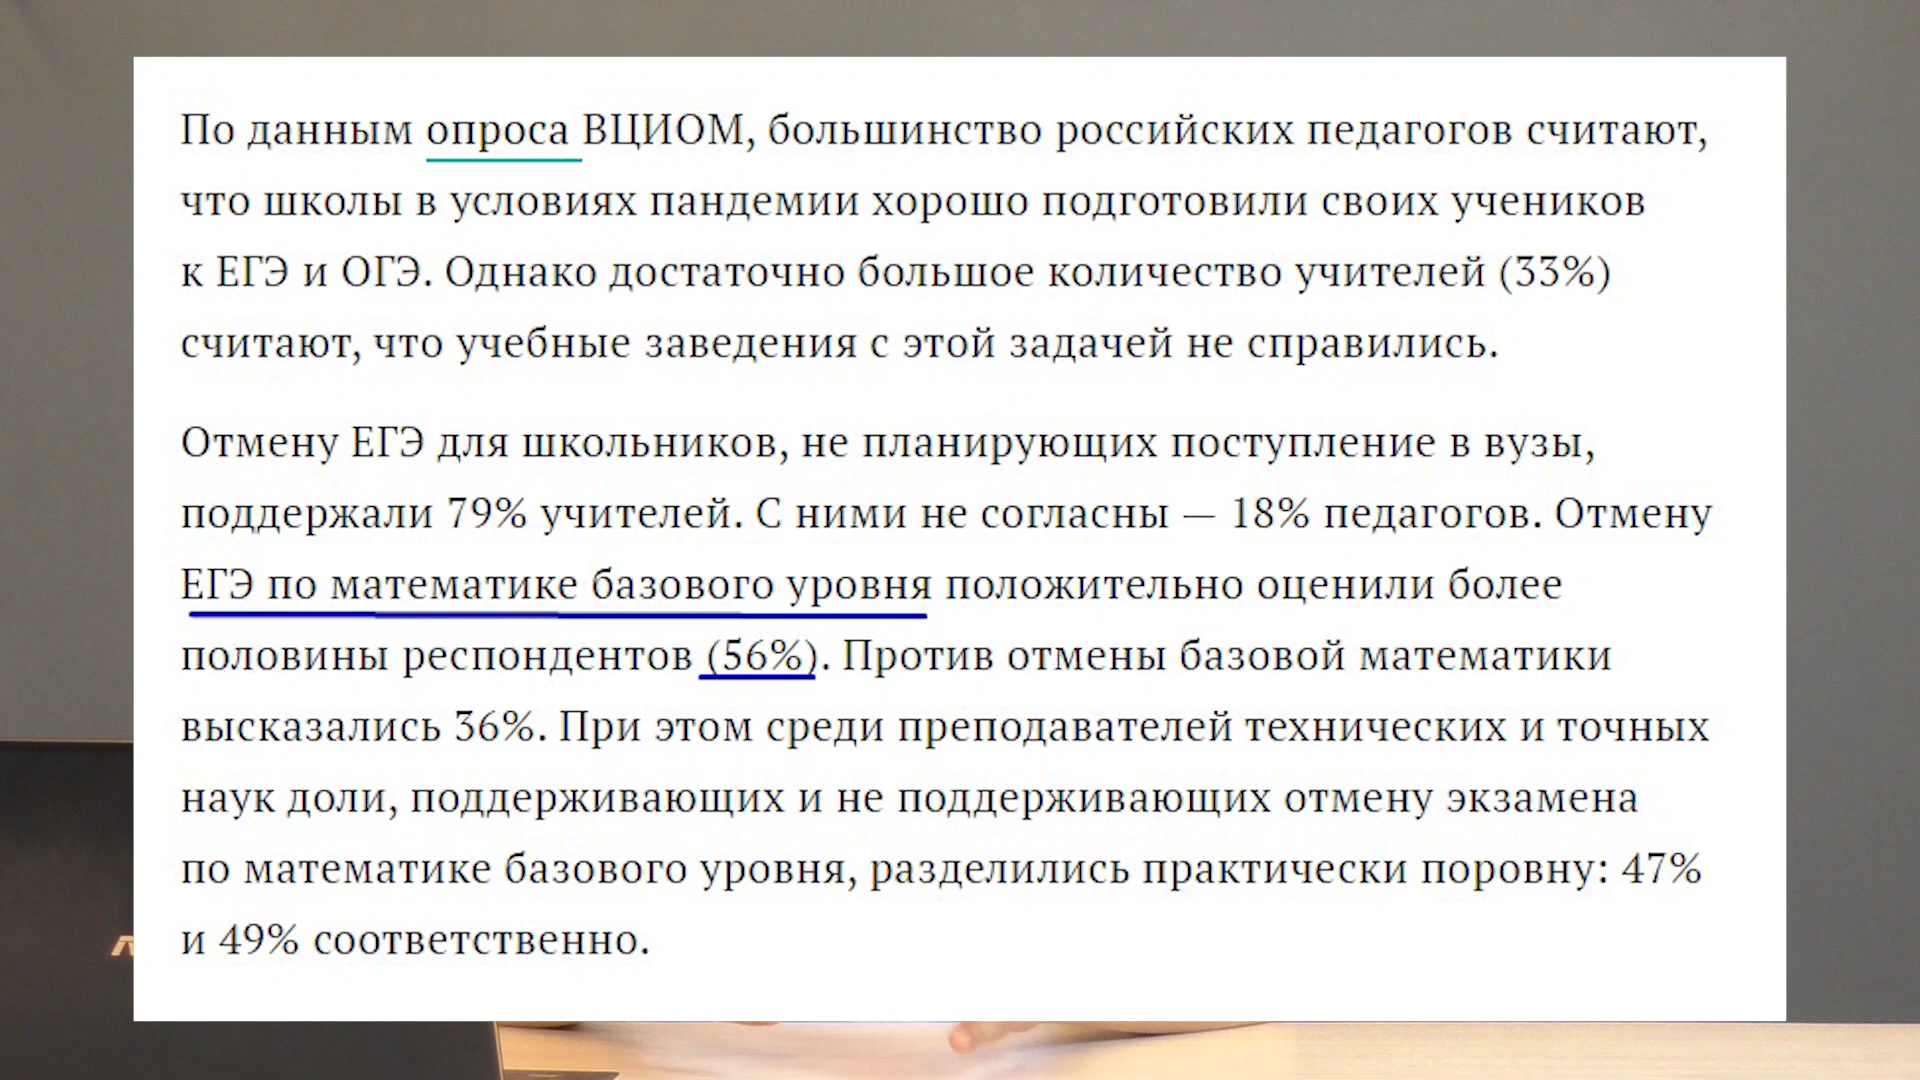 По данным опроса ВЦИОМ, большинство российских педагогов считают,
что школы в условиях пандемии хорошо подготовили своих учеников
к ЕГЭ и ОГЭ. Однако достаточно большое количество учителей (33%)
считают, что учебные заведения с этой задачей не справились.
Отмену ЕГЭ для школьников, не планирующих поступление в вузы,
поддержали 79% учителей. С ними не согласны — 18% педагогов. Отмену
ЕГЭ по математике базового уровня положительно оценили более
половины респондентов (56%). Против отмены базовой математики
высказались 36%. При этом среди преподавателей технических и точных
наук доли, поддерживающих и не поддерживающих отмену экзамена
по математике базового уровня, разделились практически поровну: 47%
и 49% соответственно.